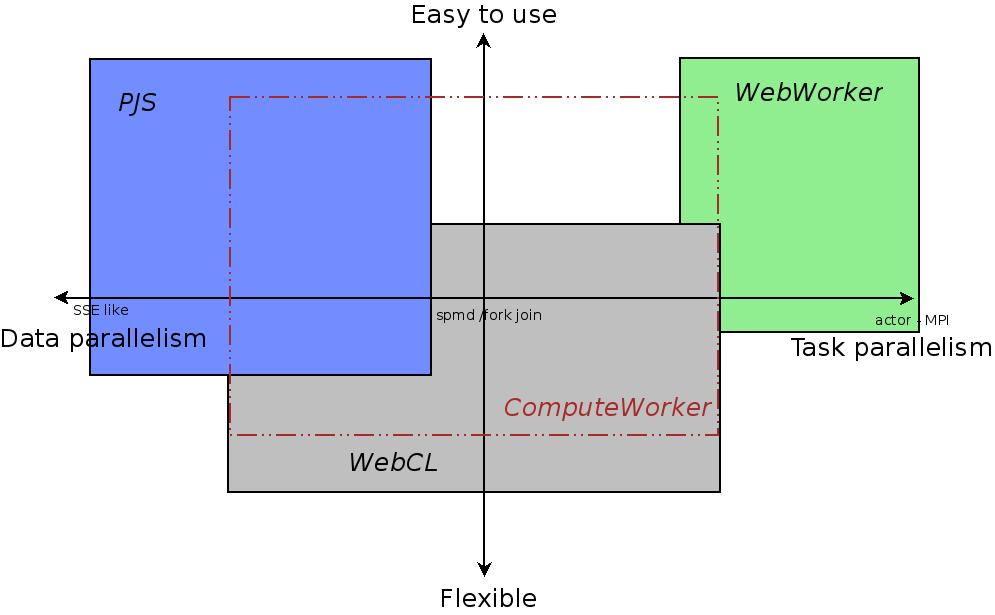 Easy to use
PJS
WebWorker
SSE like
spmd /fork join
actor - MPI
Data parallelism
Task parallelism
ComputeWorker
WebCL
Flexible